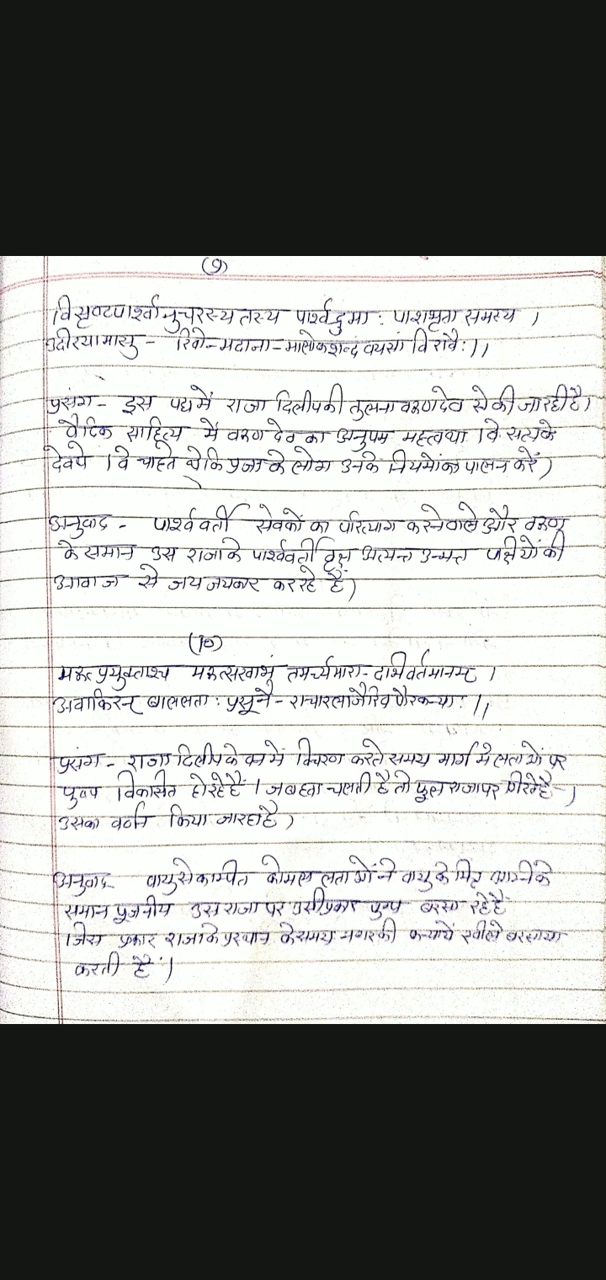 (9)
विसृष्टपार्श्वानुचरस्य तस्य पार्श्वद्रुमाः पाशभृता समस्य ।
उदीरयामासु - रिवो-न्मदाना-मालोकशब्दं वयसां विरावैः ।।
प्रसंग - इस पद्य में राजा दिलीप की तुलना वरुणदेव से की जा रही है।
वैदिक साहित्य में वरुण देव का अनुपम महत्व था। वे सत्य के
देव थे। वे चाहते थे कि प्रजा के लोग उनके नियमों का पालन करें।
अनुवाद - पार्श्ववर्ती सेवकों का परित्याग करने वाले और वरुण
के समान उस राजा के पार्श्ववर्ती वृक्ष अत्यन्त उन्मत्त पक्षीयों की
आवाज से जय जयकार कर रहे हैं।
(10)
मरुत्प्रयुक्ताश्च मरुत्सखाभं तमर्च्यमारा-दभिवर्तमानम् ।
अवाकिरन् बाललताः प्रसूनै - राचारलाजैरिव पौरकन्याः ।।
प्रसंग - राजा दिलीप के वन में विचरण करते समय मार्ग में लताओं पर
पुष्प विकसित हो रहे हैं। जब हवा चलती है तो फूल राजा पर गिरते हैं।
उसका वर्णन किया जा रहा है।
अनुवाद - वायु से कम्पित कोमल लताओं ने वायु के मित्र अग्नि के
समान पूजनीय उस राजा पर उसी प्रकार पुष्प बरसा रहे हैं
जिस प्रकार राजा के प्रस्थान के समय नगर की कन्यायें खीले बरसाया
करती हैं।